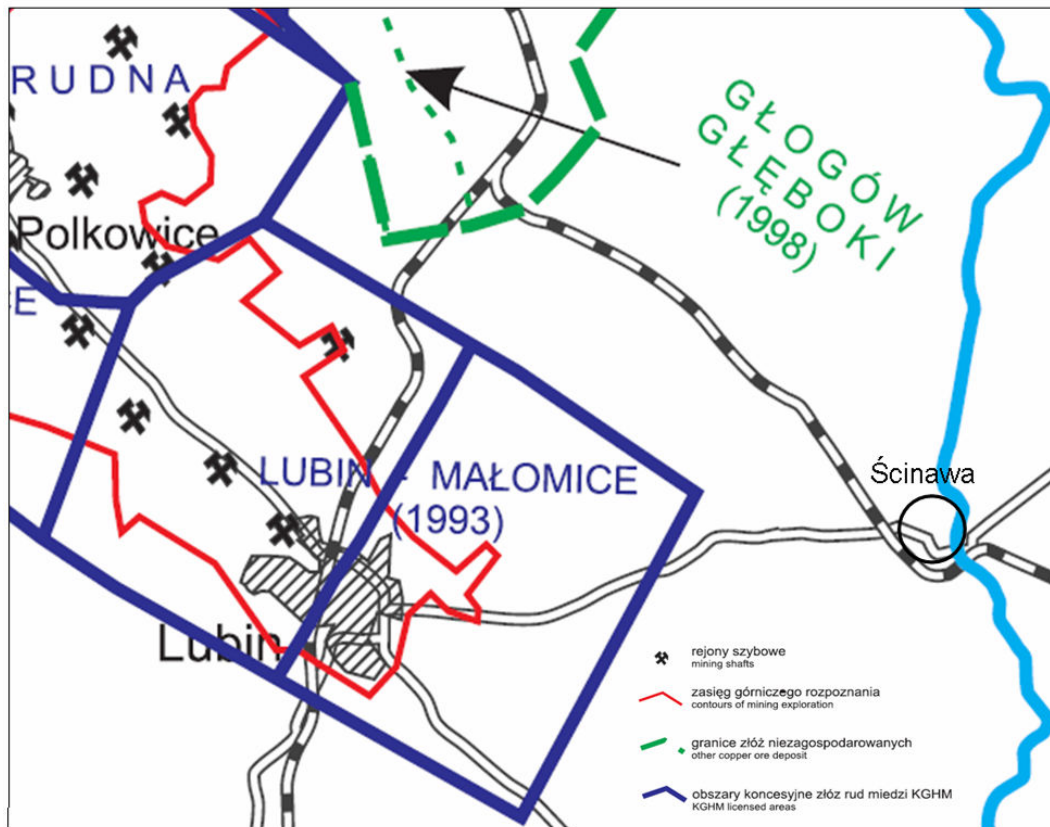 RUDNA
Polkowice
CE
GŁOGÓW
GŁĘBOKI
(1998)
LUBIN - MAŁOMICE
(1993)
Ścinawa
Lubin
rejony szybowe
mining shafts
zasięg górniczego rozpoznania
contours of mining exploration
granice złóż niezagospodarowanych
other copper ore deposit
obszary koncesyjne złóż rud miedzi KGHM
KGHM licensed areas